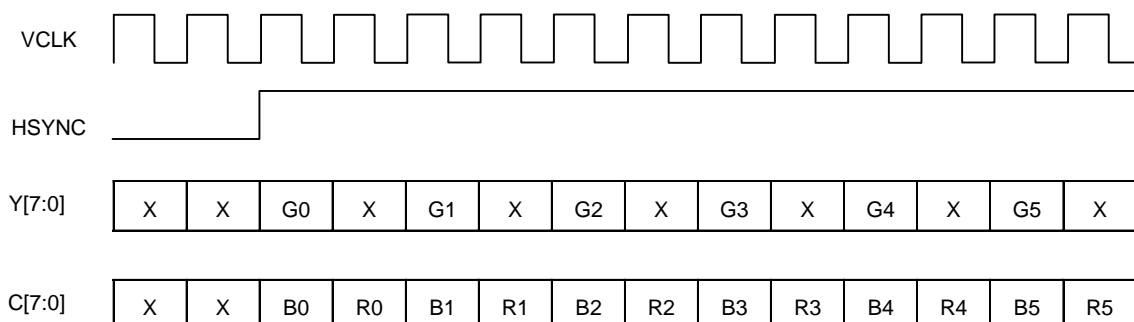 VCLK
HSYNC
Y[7:0] X X G0 X G1 X G2 X G3 X G4 X G5 X
C[7:0] X X B0 R0 B1 R1 B2 R2 B3 R3 B4 R4 B5 R5